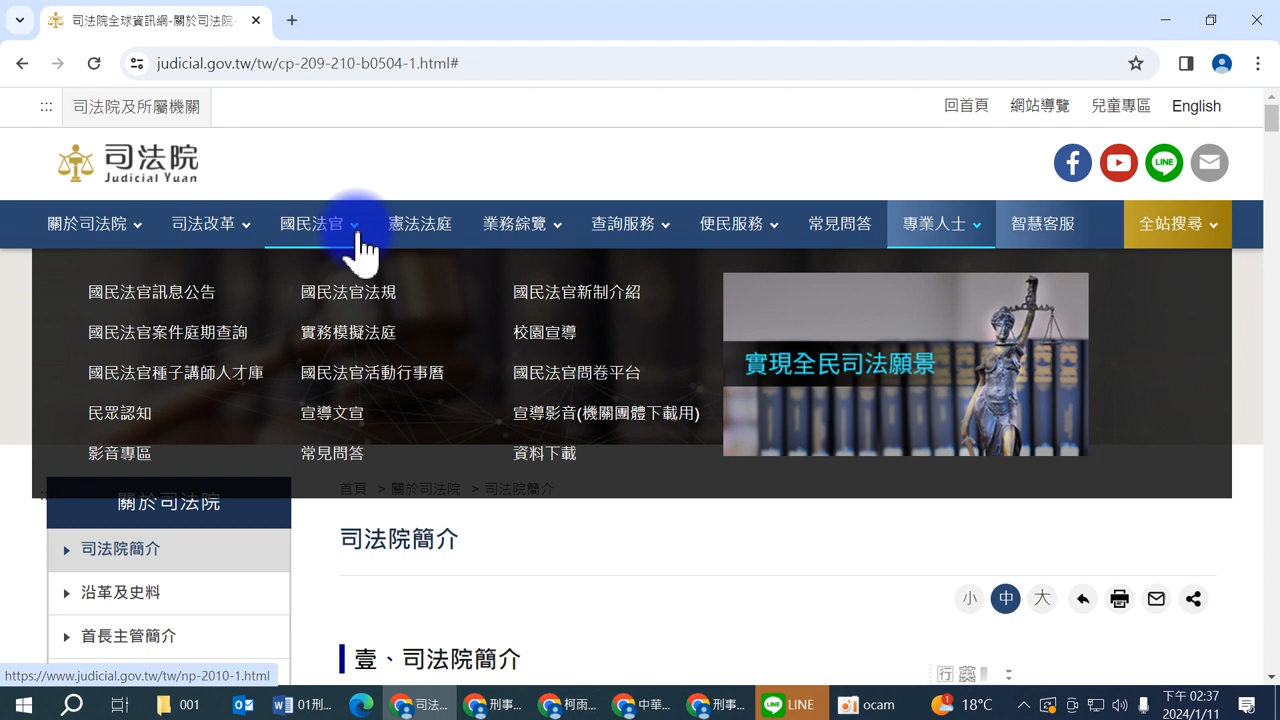 司法院全球資訊網-關於司法院-
judicial.gov.tw/tw/cp-209-210-b0504-1.html#
:::
司法院及所屬機關
回首頁 網站導覽 兒童專區 English
司法院
Judicial Yuan
LINE
關於司法院 司法改革 國民法官 憲法法庭 業務綜覽 查詢服務 便民服務 常見問答 專業人士 智慧客服 全站搜尋
國民法官訊息公告 國民法官法規 國民法官新制介紹
國民法官案件庭期查詢 實務模擬法庭 校園宣導
國民法官種子講師人才庫 國民法官活動行事曆 國民法官問卷平台
民眾認知 宣導文宣 宣導影音(機關團體下載用)
影音專區 常見問答 資料下載
實現全民司法願景
首頁 > 關於司法院 > 司法院簡介
關於司法院
司法院簡介
沿革及史料
首長主管簡介
司法院簡介
小 中 大
壹、司法院簡介
行 英
https://www.judicial.gov.tw/tw/np-2010-1.html
001 01刑... 司法... 刑事... 柯雨... 中華... 刑事... LINE ocam 1 18°C 下午 02:37
2024/1/11